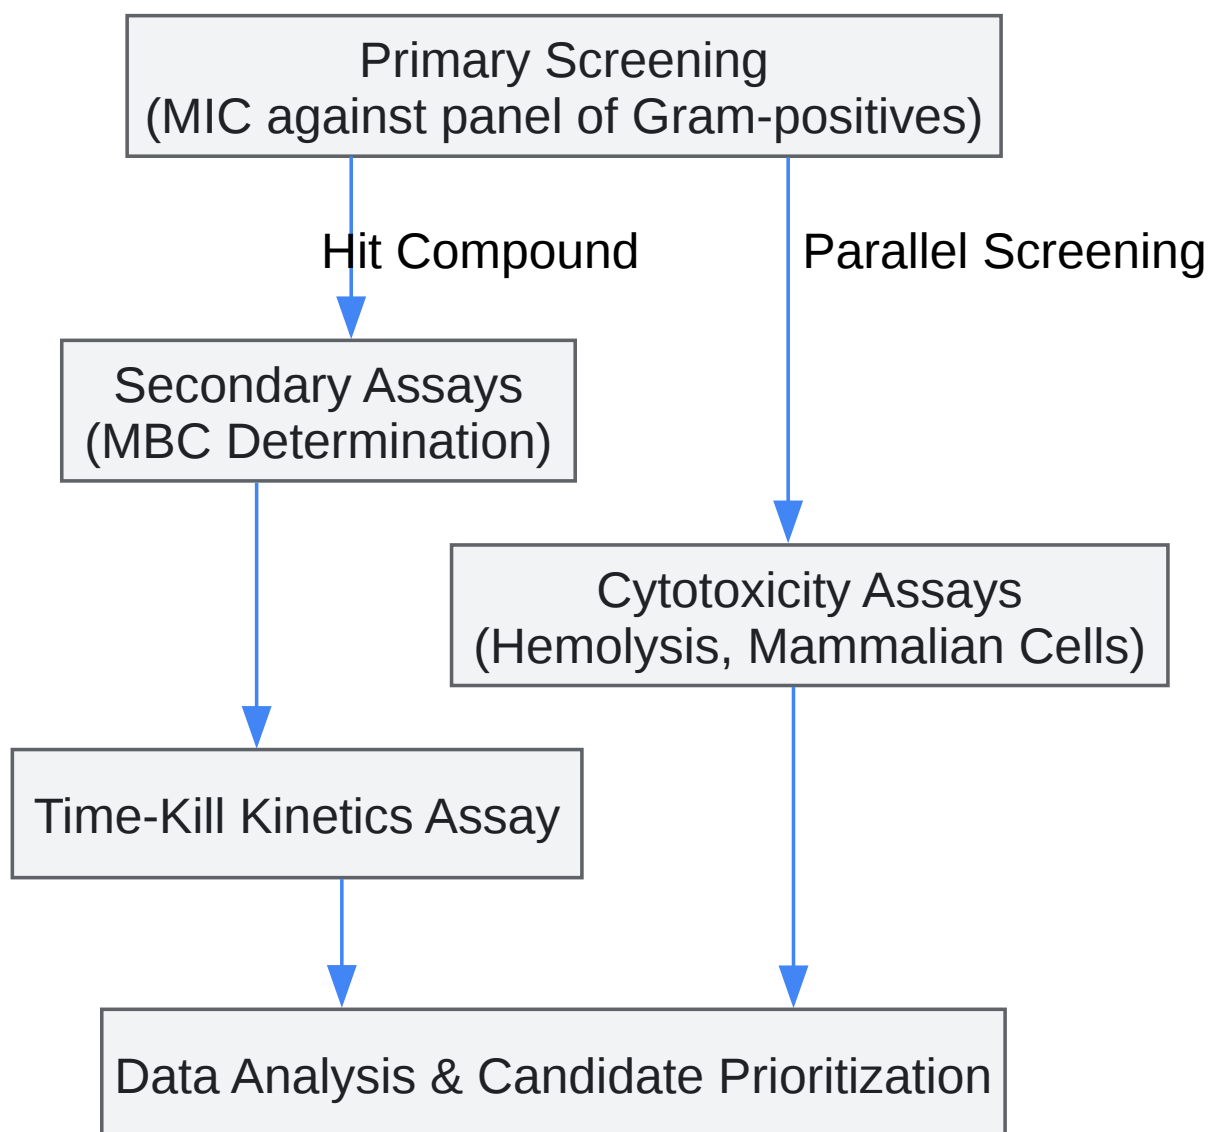 Primary Screening
(MIC against panel of Gram-positives)
Hit Compound
Parallel Screening
Secondary Assays
(MBC Determination)
Cytotoxicity Assays
(Hemolysis, Mammalian Cells)
Time-Kill Kinetics Assay
Data Analysis & Candidate Prioritization